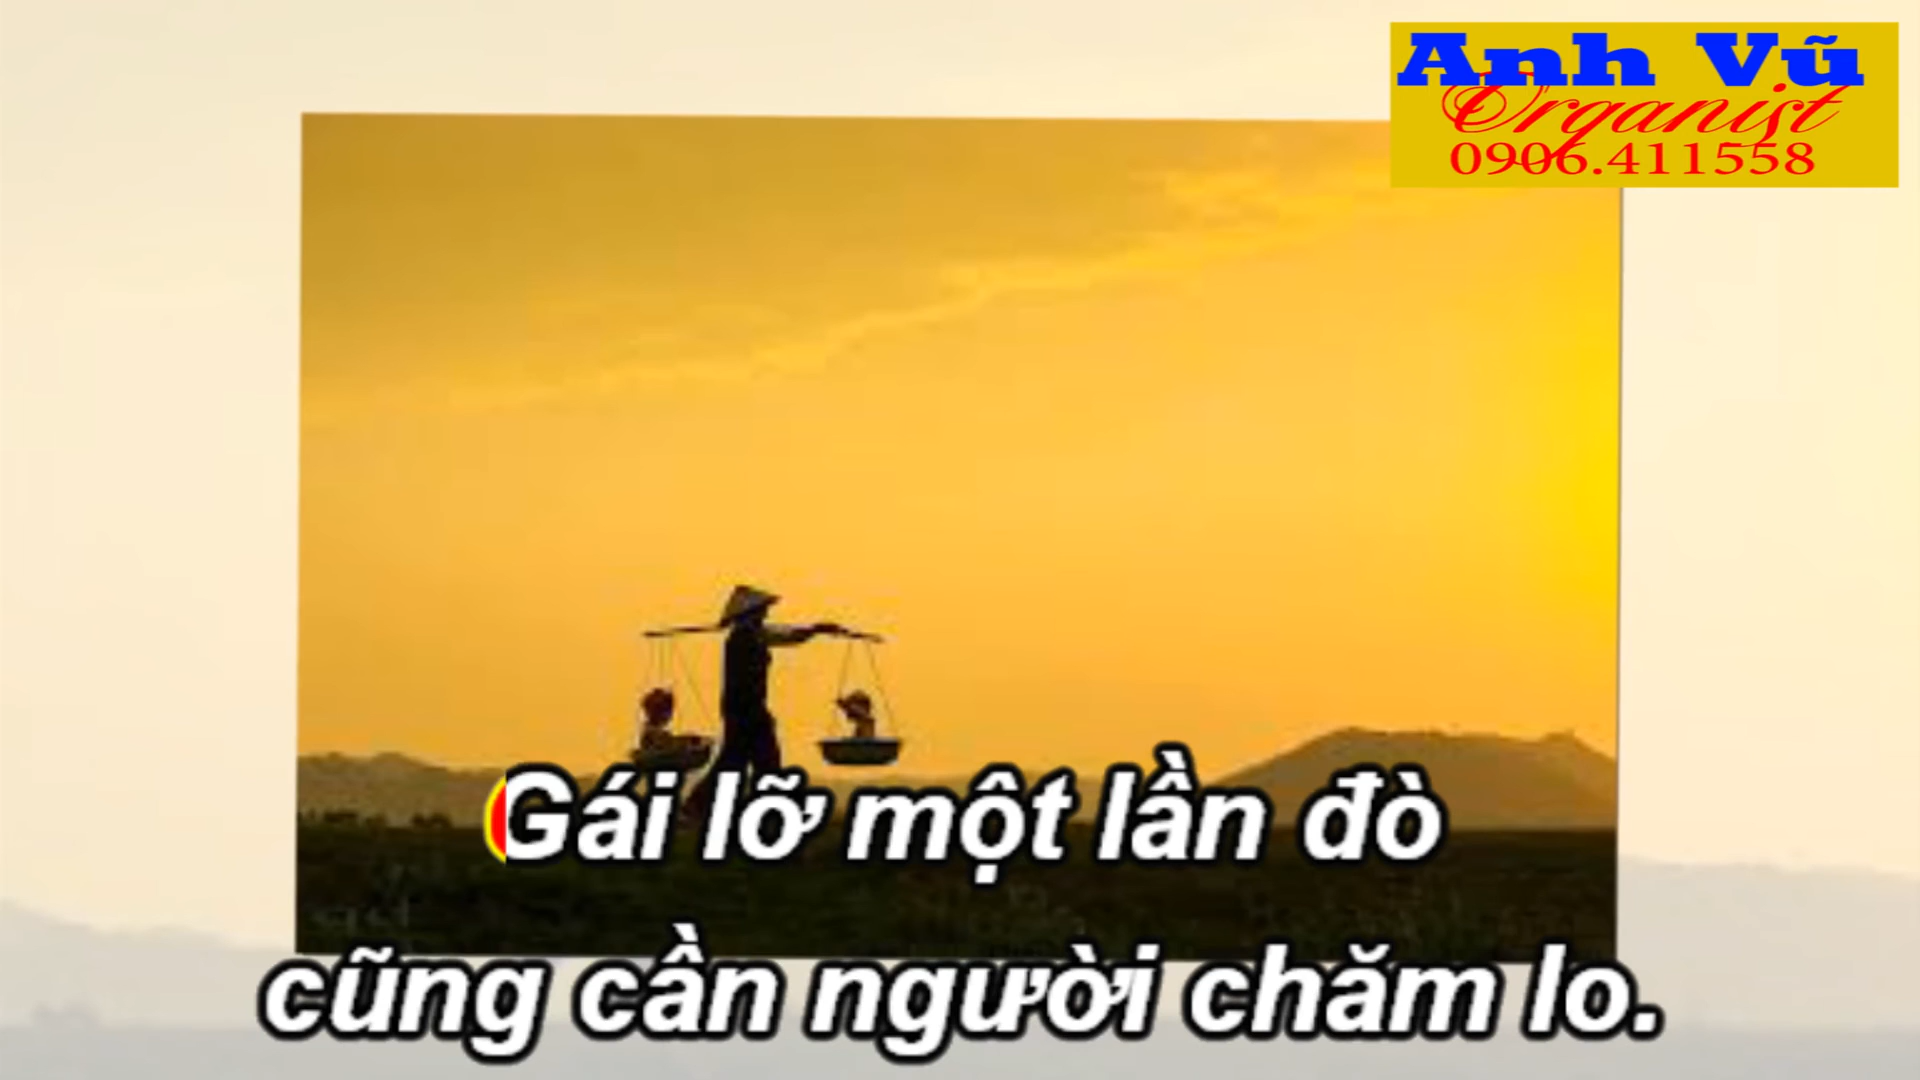 Anh Vũ
Organist
0906.411558
Gái lỡ một lần đò
cũng cần người chăm lo.